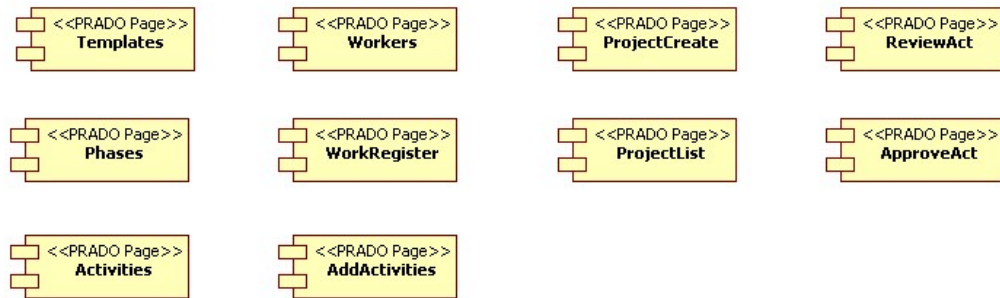 <<PRADO Page>>
Templates
<<PRADO Page>>
Workers
<<PRADO Page>>
ProjectCreate
<<PRADO Page>>
ReviewAct
<<PRADO Page>>
Phases
<<PRADO Page>>
WorkRegister
<<PRADO Page>>
ProjectList
<<PRADO Page>>
ApproveAct
<<PRADO Page>>
Activities
<<PRADO Page>>
AddActivities